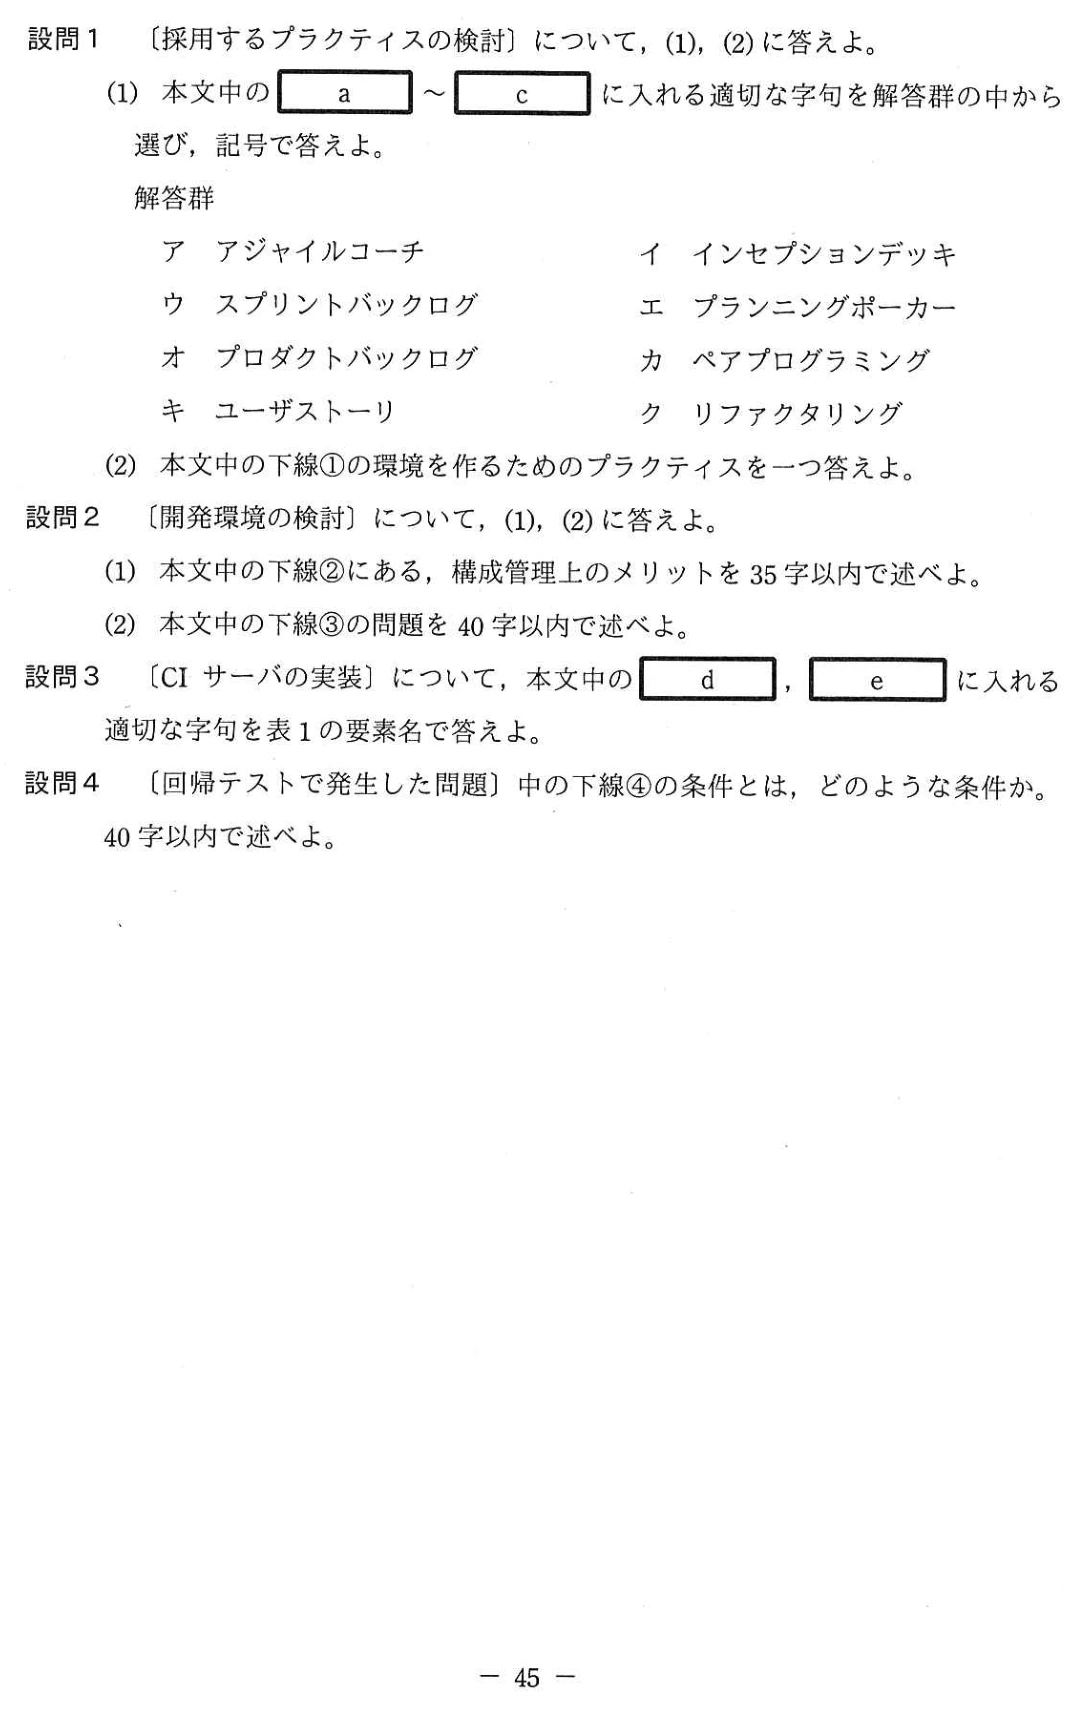 設問1 〔採用するプラクティスの検討〕について，(1)，(2)に答えよ。
(1) 本文中の a ～ c に入れる適切な字句を解答群の中から
選び，記号で答えよ。
解答群
ア アジャイルコーチ イ インセプションデッキ
ウ スプリントバックログ エ プランニングポーカー
オ プロダクトバックログ カ ペアプログラミング
キ ユーザストーリ ク リファクタリング
(2) 本文中の下線①の環境を作るためのプラクティスを一つ答えよ。
設問2 〔開発環境の検討〕について，(1)，(2)に答えよ。
(1) 本文中の下線②にある，構成管理上のメリットを35字以内で述べよ。
(2) 本文中の下線③の問題を40字以内で述べよ。
設問3 〔CI サーバの実装〕について，本文中の d ， e に入れる
適切な字句を表1の要素名で答えよ。
設問4 〔回帰テストで発生した問題〕中の下線④の条件とは，どのような条件か。
40字以内で述べよ。
－ 45 －